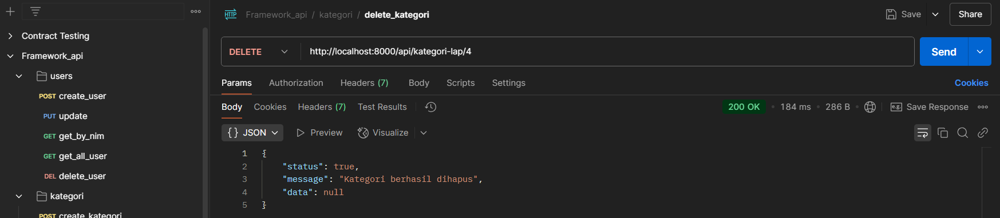 Contract Testing
Framework_api
users
POST create_user
PUT update
GET get_by_nim
GET get_all_user
DEL delete_user
kategori
POST create_kategori
HTTP Framework_api / kategori / delete_kategori
Save
Share
DELETE http://localhost:8000/api/kategori-lap/4
Send
Params Authorization Headers (7) Body Scripts Settings
Cookies
Body Cookies Headers (7) Test Results
200 OK • 184 ms • 286 B • e.g. Save Response
{} JSON Preview Visualize
1 {
2 "status": true,
3 "message": "Kategori berhasil dihapus",
4 "data": null
5 }